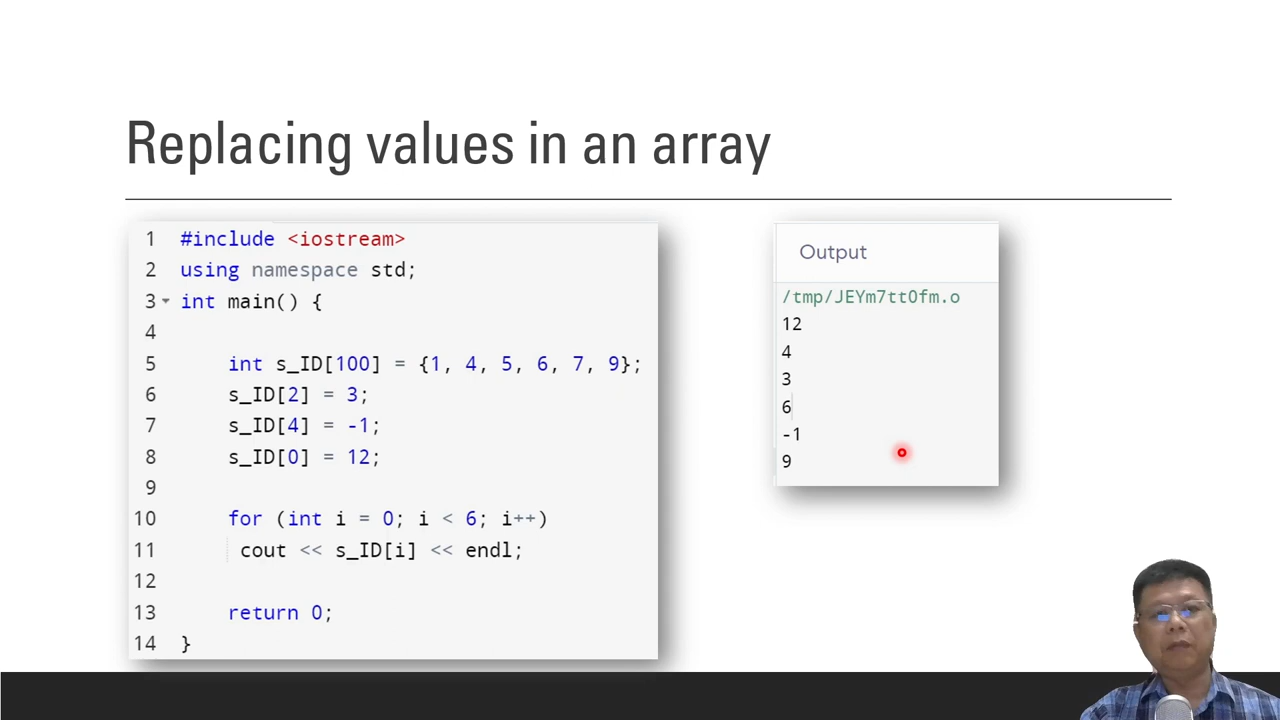 Replacing values in an array
1 #include <iostream>
2 using namespace std;
3 int main() {
4
5 int s_ID[100] = {1, 4, 5, 6, 7, 9};
6 s_ID[2] = 3;
7 s_ID[4] = -1;
8 s_ID[0] = 12;
9
10 for (int i = 0; i < 6; i++)
11 cout << s_ID[i] << endl;
12
13 return 0;
14 }
Output
/tmp/JEYm7tt0fm.o
12
4
3
6
-1
9